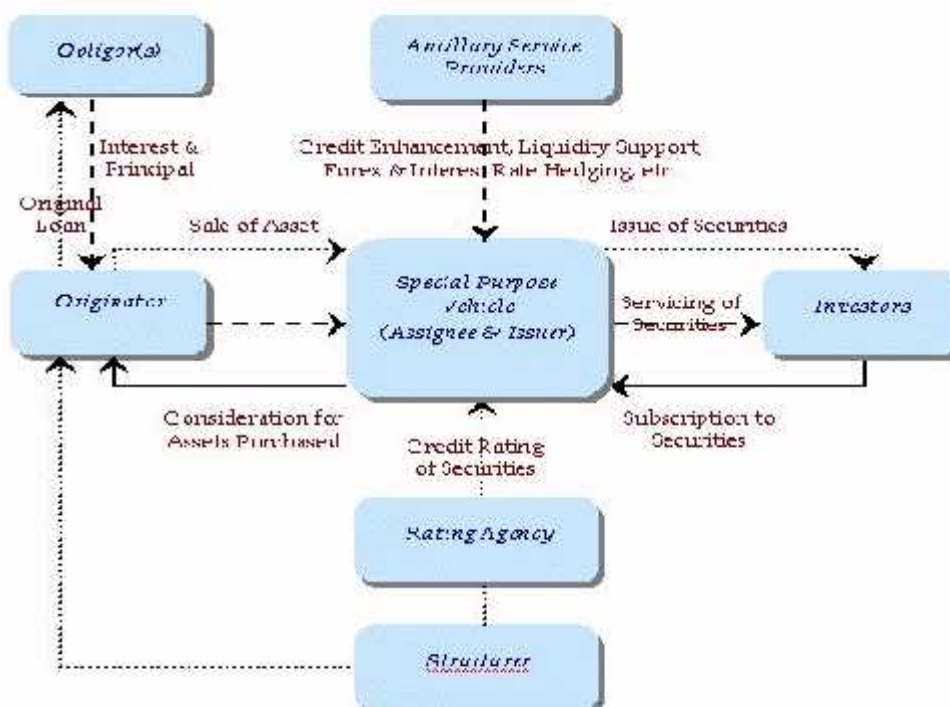 Obligor(s)
Ancillary Service
Providers
Interest &
Principal
Credit Enhancement, Liquidity Support,
Forex & Interest Rate Hedging, etc
Original
Loan
Sale of Asset
Issue of Securities
Originator
Special Purpose
Vehicle
(Assignee & Issuer)
Servicing of
Securities
Investors
Consideration for
Assets Purchased
Subscription to
Securities
Credit Rating
of Securities
Rating Agency
Structurer